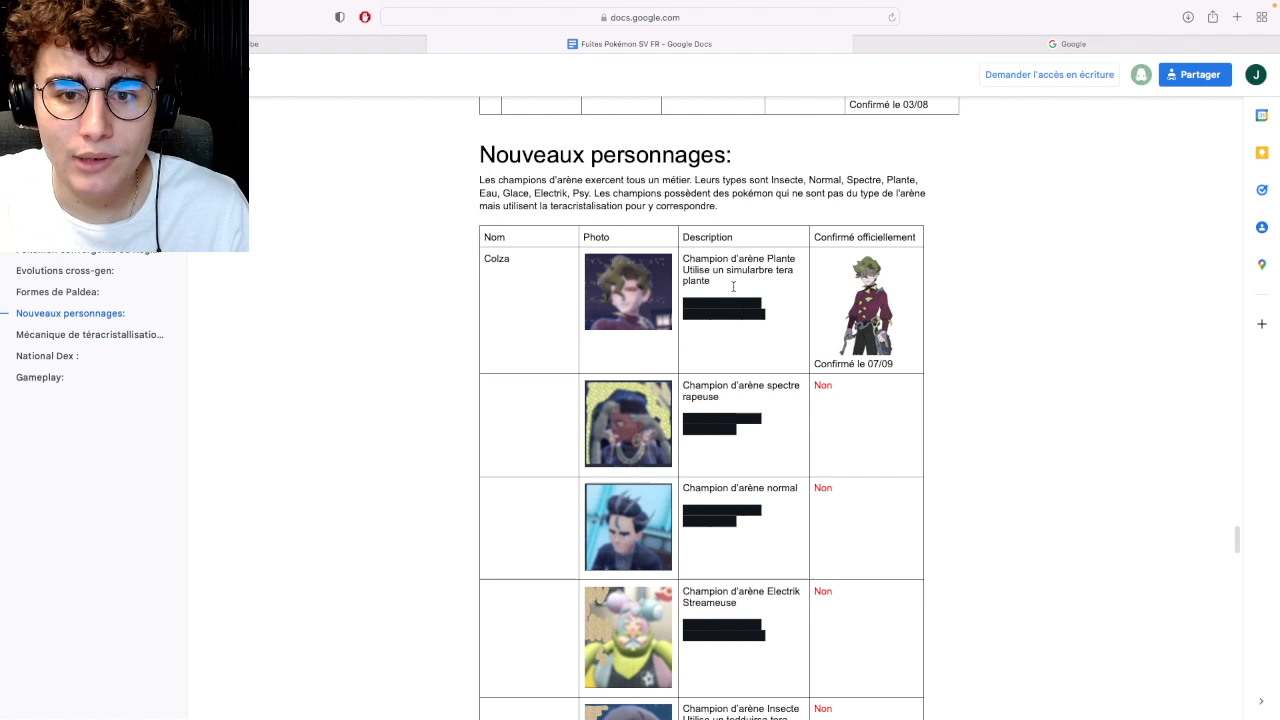 docs.google.com
be
Fuites Pokémon SV FR - Google Docs
Google
Demander l'accès en écriture
Partager
J
Confirmé le 03/08
Nouveaux personnages:
Les champions d'arène exercent tous un métier. Leurs types sont Insecte, Normal, Spectre, Plante,
Eau, Glace, Electrik, Psy. Les champions possèdent des pokémon qui ne sont pas du type de l'arène
mais utilisent la teracristalisation pour y correspondre.
Evolutions cross-gen:
Formes de Paldea:
Nouveaux personnages:
Mécanique de téracristallisatio...
National Dex :
Gameplay:
Nom
Photo
Description
Confirmé officiellement
Colza
Champion d'arène Plante
Utilise un simularbre tera
plante
Confirmé le 07/09
Champion d'arène spectre
rapeuse
Non
Champion d'arène normal
Non
Champion d'arène Electrik
Streameuse
Non
Champion d'arène Insecte
Non